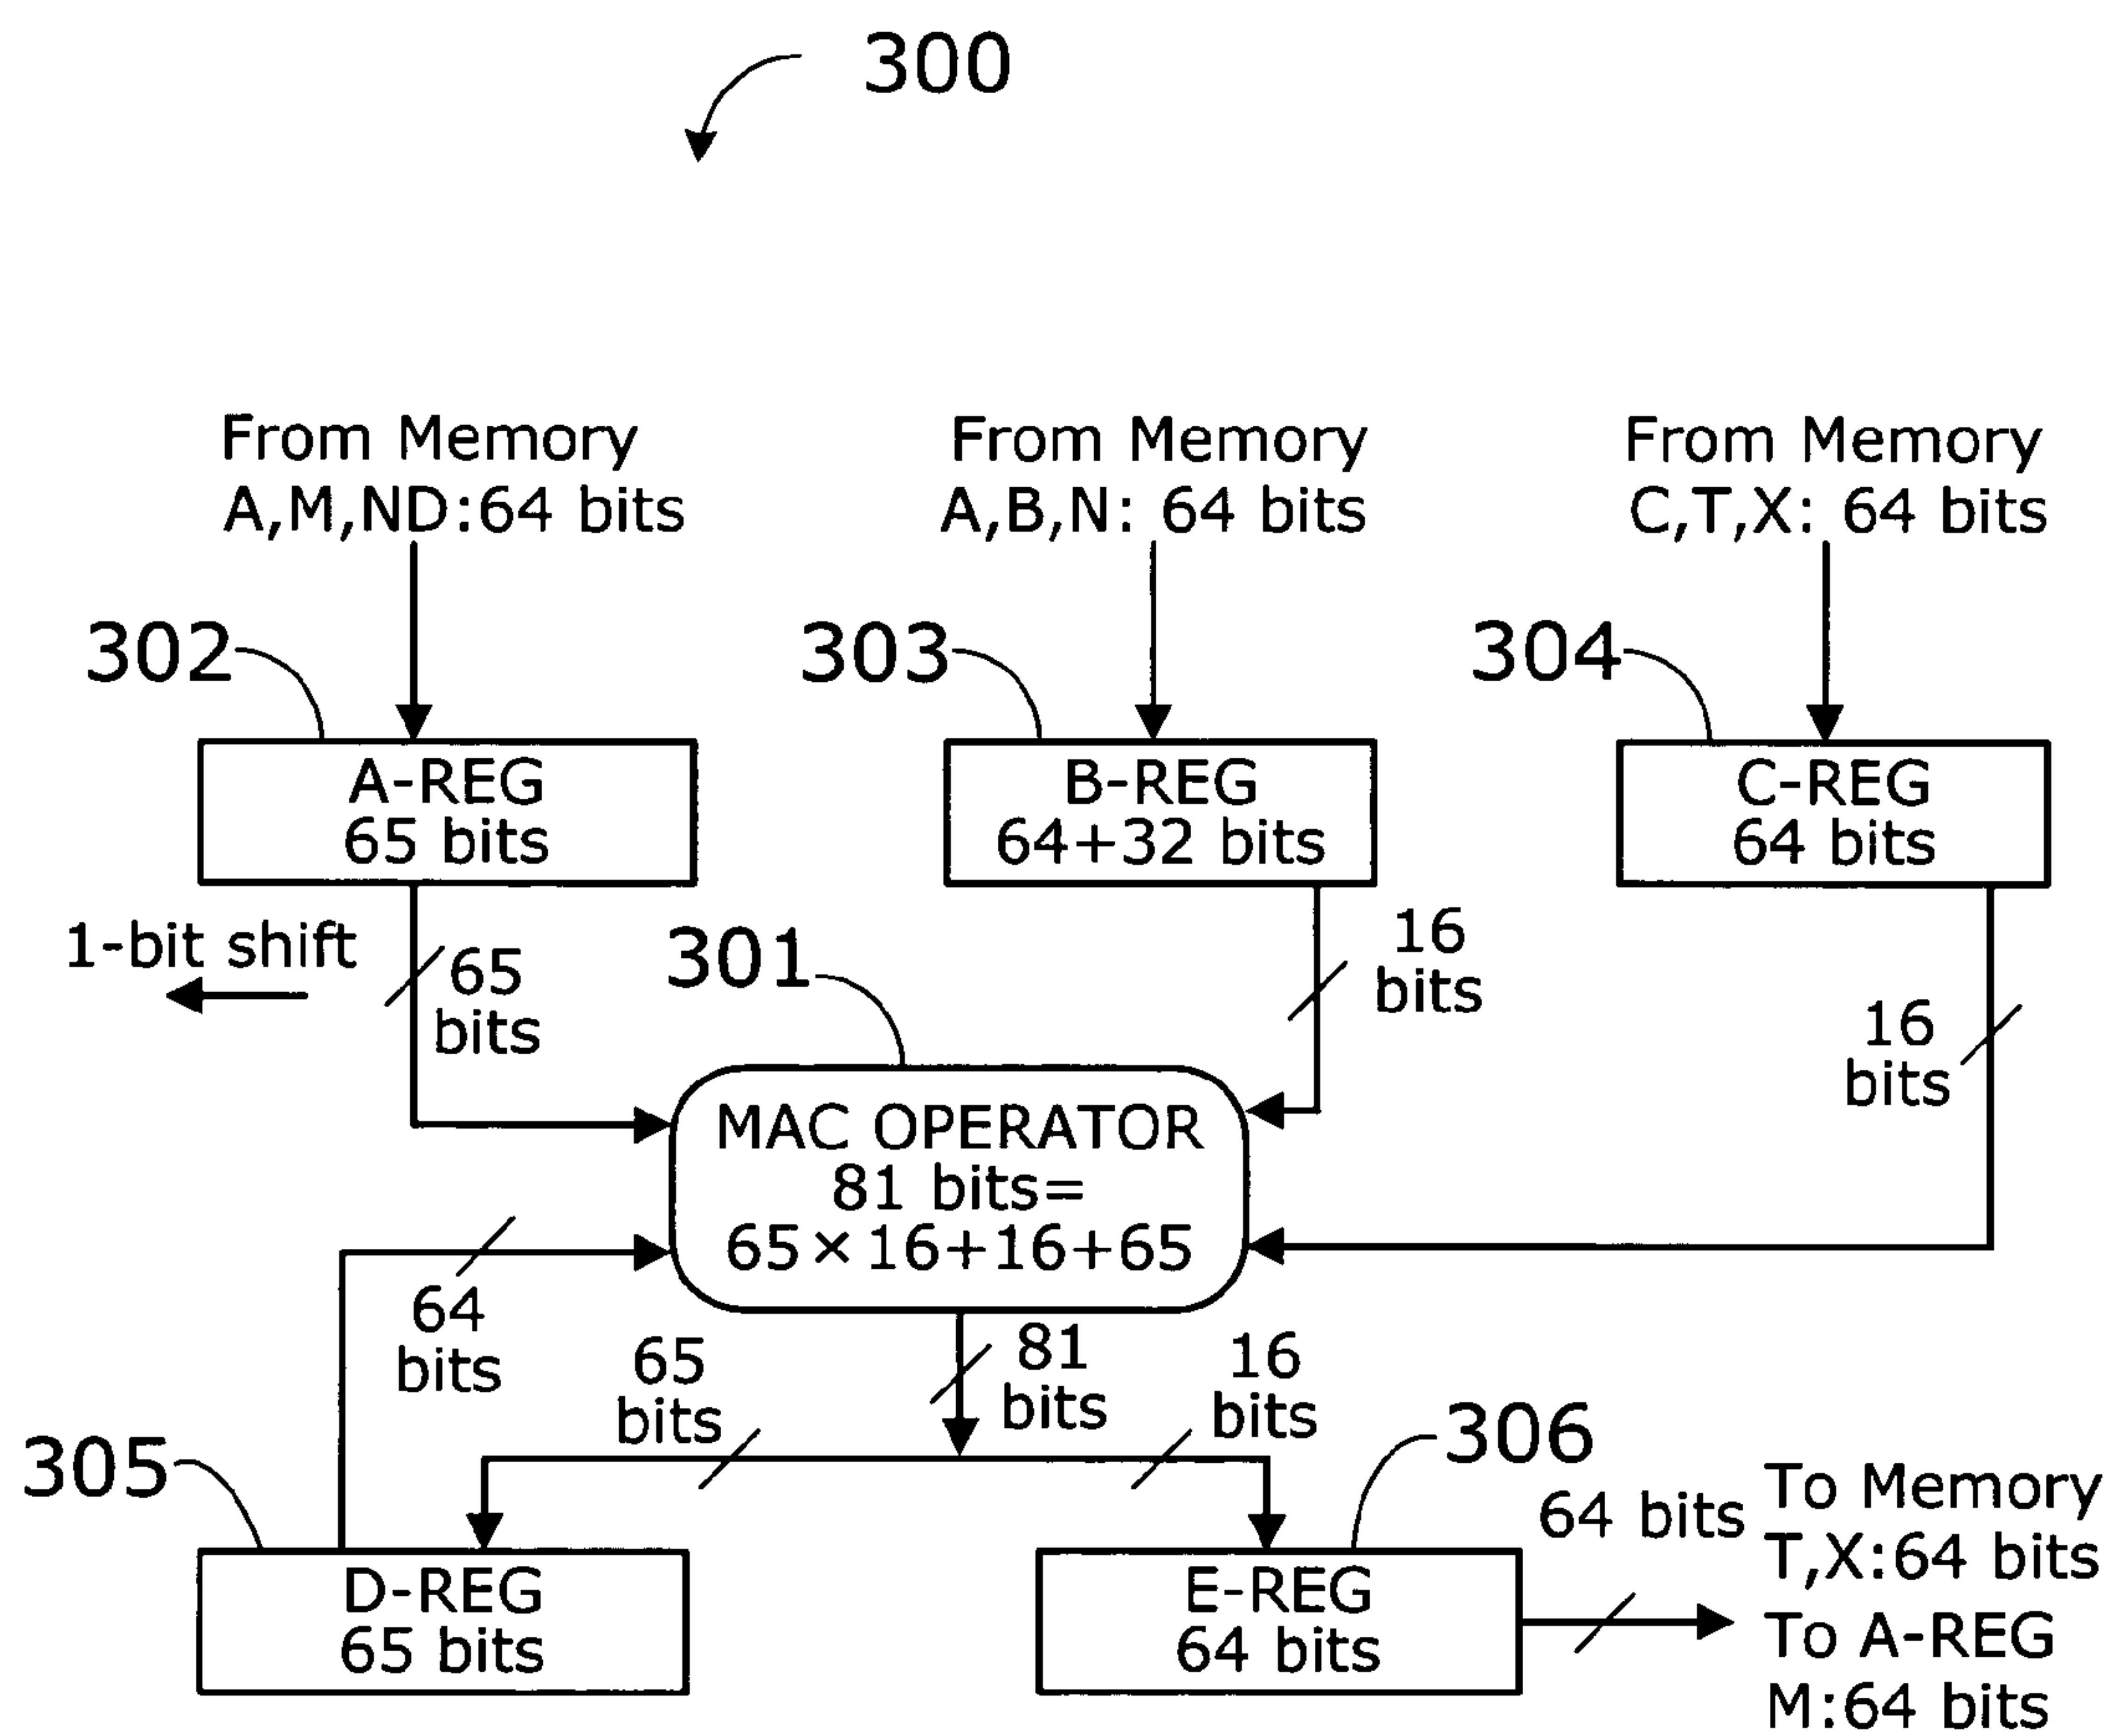 300
From Memory
A,M,ND:64 bits
From Memory
A,B,N: 64 bits
From Memory
C,T,X: 64 bits
302
303
304
A-REG
65 bits
B-REG
64+32 bits
C-REG
64 bits
1-bit shift
65
bits
301
16
bits
16
bits
MAC OPERATOR
81 bits=
65×16+16+65
64
bits
65
bits
81
bits
16
bits
305
306
D-REG
65 bits
E-REG
64 bits
64 bits
To Memory
T,X:64 bits
To A-REG
M:64 bits